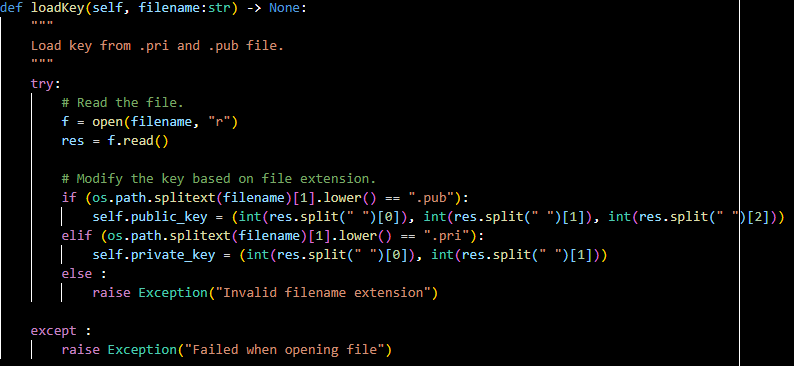 def loadKey(self, filename:str) -> None:
    """
    Load key from .pri and .pub file.
    """
    try:
        # Read the file.
        f = open(filename, "r")
        res = f.read()

        # Modify the key based on file extension.
        if (os.path.splitext(filename)[1].lower() == ".pub"):
            self.public_key = (int(res.split(" ")[0]), int(res.split(" ")[1]), int(res.split(" ")[2]))
        elif (os.path.splitext(filename)[1].lower() == ".pri"):
            self.private_key = (int(res.split(" ")[0]), int(res.split(" ")[1]))
        else :
            raise Exception("Invalid filename extension")

    except :
        raise Exception("Failed when opening file")